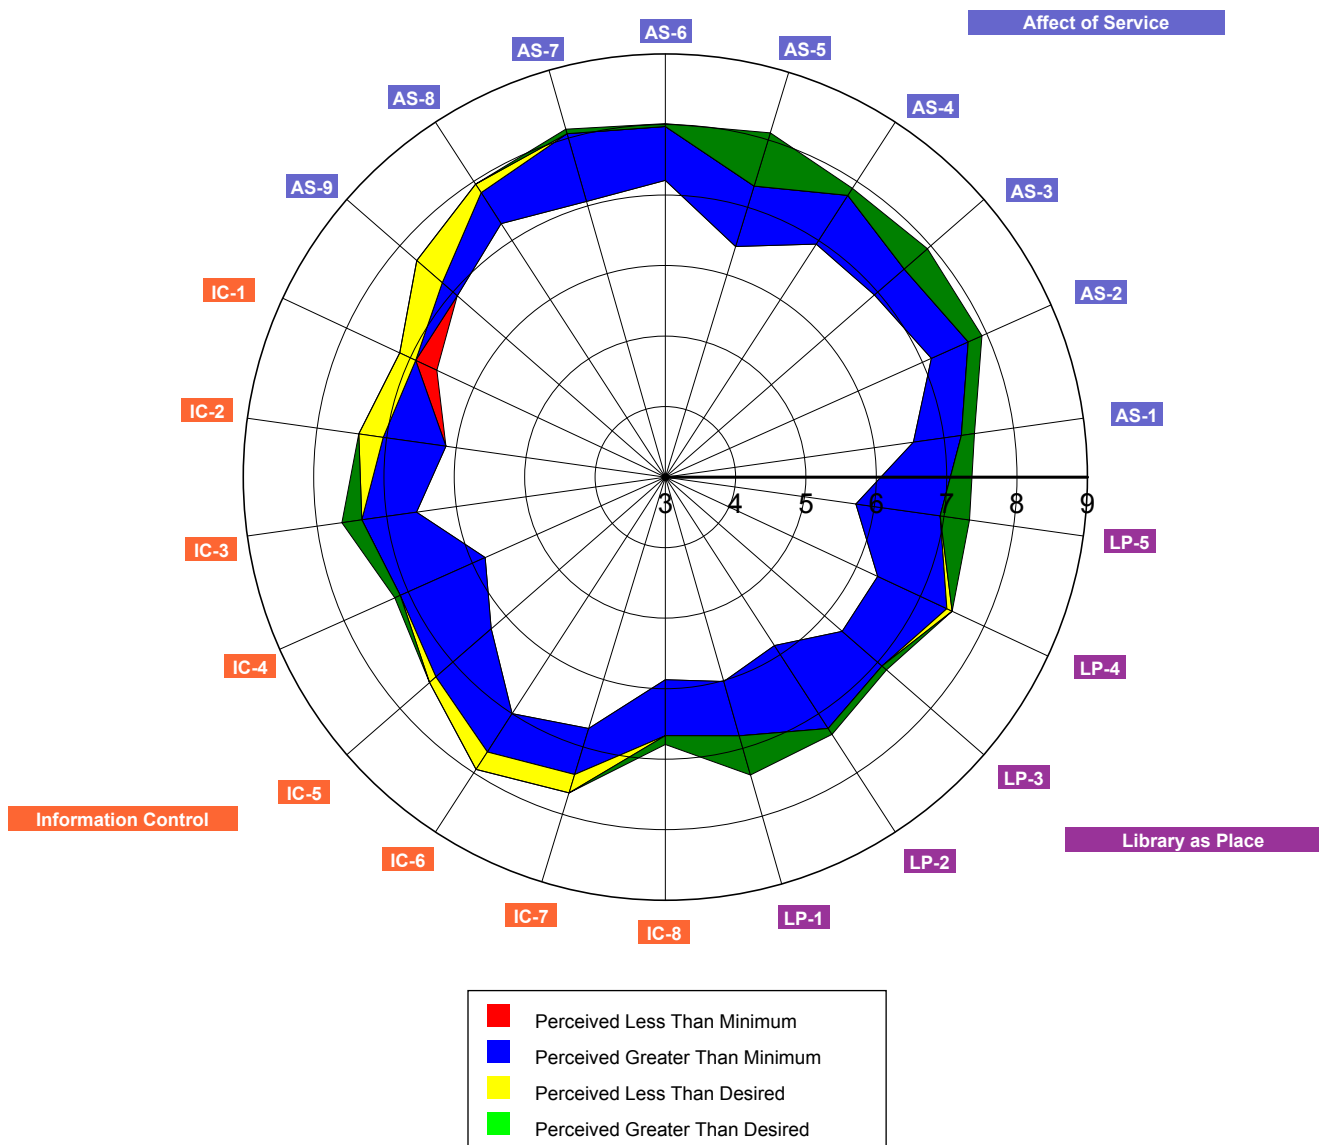 Affect of Service
AS-6
AS-7
AS-5
AS-8
AS-4
AS-9
AS-3
IC-1
AS-2
IC-2
AS-1
3 4 5 6 7 8 9
IC-3
LP-5
IC-4
LP-4
IC-5
LP-3
Information Control
Library as Place
IC-6
LP-2
IC-7
LP-1
IC-8
Perceived Less Than Minimum
Perceived Greater Than Minimum
Perceived Less Than Desired
Perceived Greater Than Desired